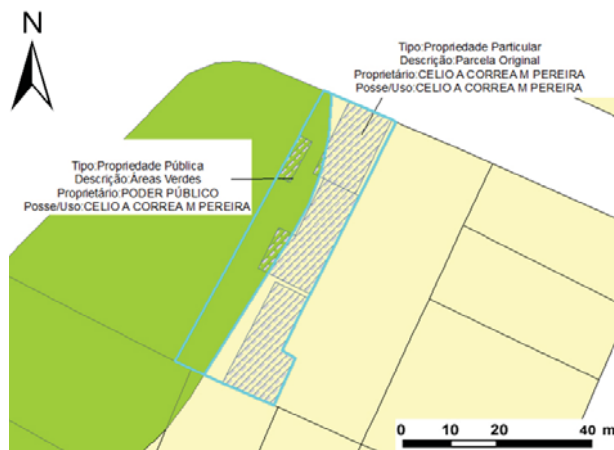 N
Tipo:Propriedade Particular
Descrição:Parcela Original
Proprietário:CELIO A CORREA M PEREIRA
Posse/Uso:CELIO A CORREA M PEREIRA
Tipo:Propriedade Pública
Descrição:Áreas Verdes
Proprietário:PODER PÚBLICO
Posse/Uso:CELIO A CORREA M PEREIRA
0 10 20 40 m